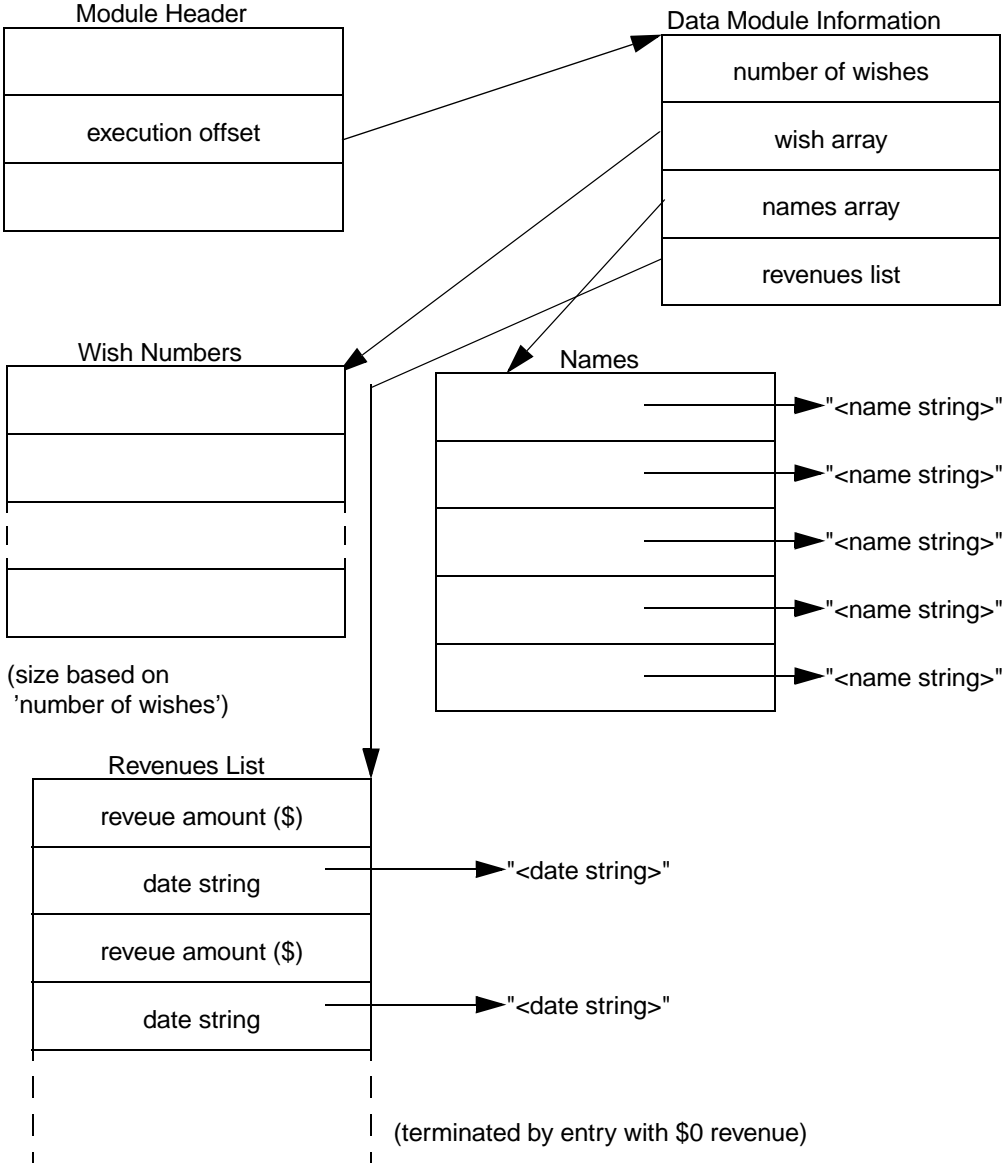 Module Header
execution offset
Data Module Information
number of wishes
wish array
names array
revenues list
Wish Numbers
(size based on
’number of wishes’)
Names
"<name string>"
"<name string>"
"<name string>"
"<name string>"
"<name string>"
Revenues List
reveue amount ($)
date string
"<date string>"
reveue amount ($)
date string
"<date string>"
(terminated by entry with $0 revenue)